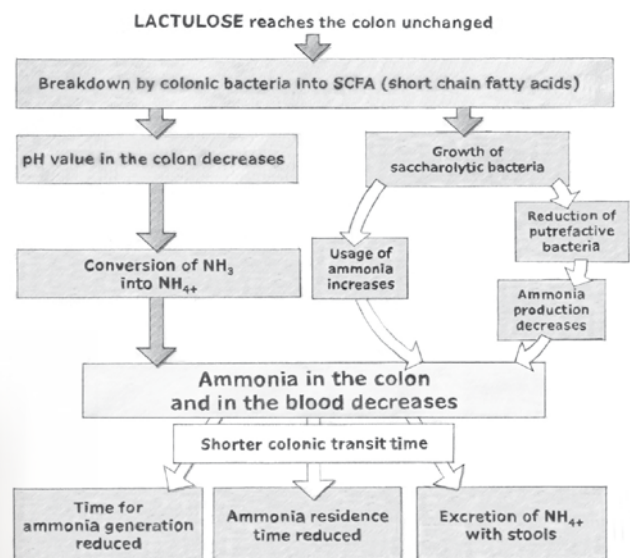 LACTULOSE reaches the colon unchanged
Breakdown by colonic bacteria into SCFA (short chain fatty acids)
pH value in the colon decreases
Growth of
saccharolytic bacteria
Reduction of
putrefactive
bacteria
Usage of
ammonia
increases
Conversion of NH₃
into NH₄₊
Ammonia
production
decreases
Ammonia in the colon
and in the blood decreases
Shorter colonic transit time
Time for
ammonia generation
reduced
Ammonia residence
time reduced
Excretion of NH₄₊
with stools